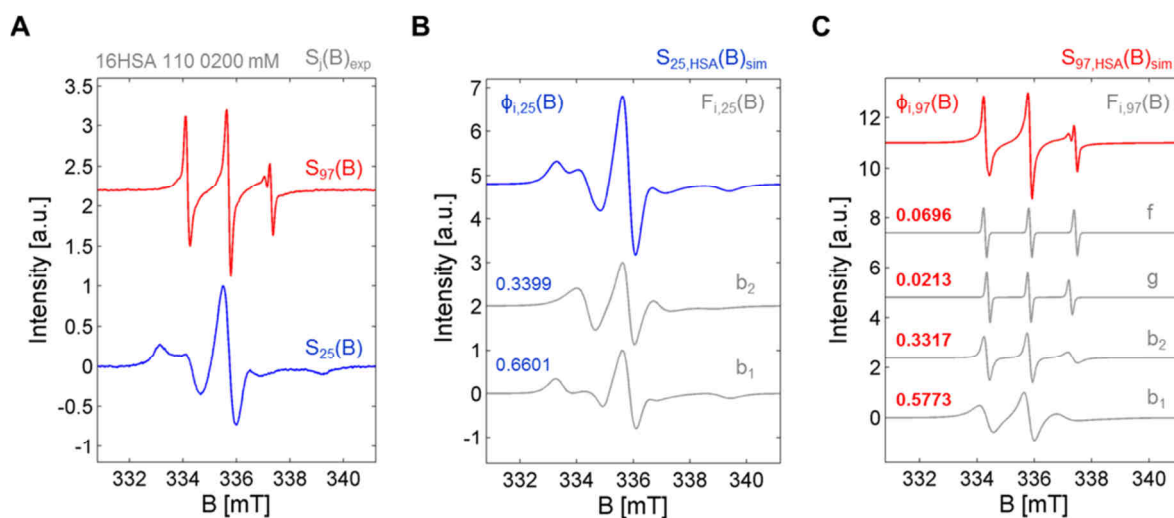 A
16HSA 110 0200 mM
Sⱼ(B)ₑₓₚ
3.5
3
2.5
2
1.5
1
0.5
0
-0.5
-1
S₉₇(B)
S₂₅(B)
Intensity [a.u.]
332 334 336 338 340
B [mT]
B
S₂₅,HSA(B)sim
ϕᵢ,₂₅(B)
Fᵢ,₂₅(B)
7
6
5
4
3
2
1
0
-1
0.3399
b₂
0.6601
b₁
Intensity [a.u.]
332 334 336 338 340
B [mT]
C
S₉₇,HSA(B)sim
ϕᵢ,₉₇(B)
Fᵢ,₉₇(B)
12
10
8
6
4
2
0
0.0696
f
0.0213
g
0.3317
b₂
0.5773
b₁
Intensity [a.u.]
332 334 336 338 340
B [mT]